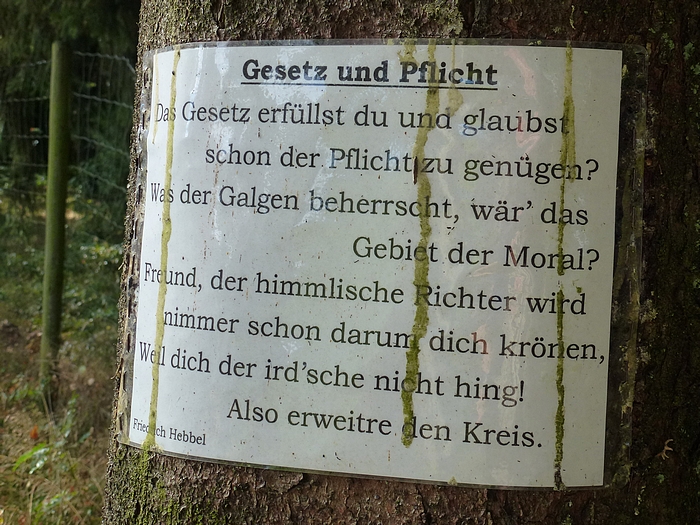 Gesetz und Pflicht
Das Gesetz erfüllst du und glaubst
schon der Pflicht zu genügen?
Was der Galgen beherrscht, wär' das
Gebiet der Moral?
Freund, der himmlische Richter wird
nimmer schon darum dich krönen,
Weil dich der ird'sche nicht hing!
Also erweitre den Kreis.
Friedrich Hebbel